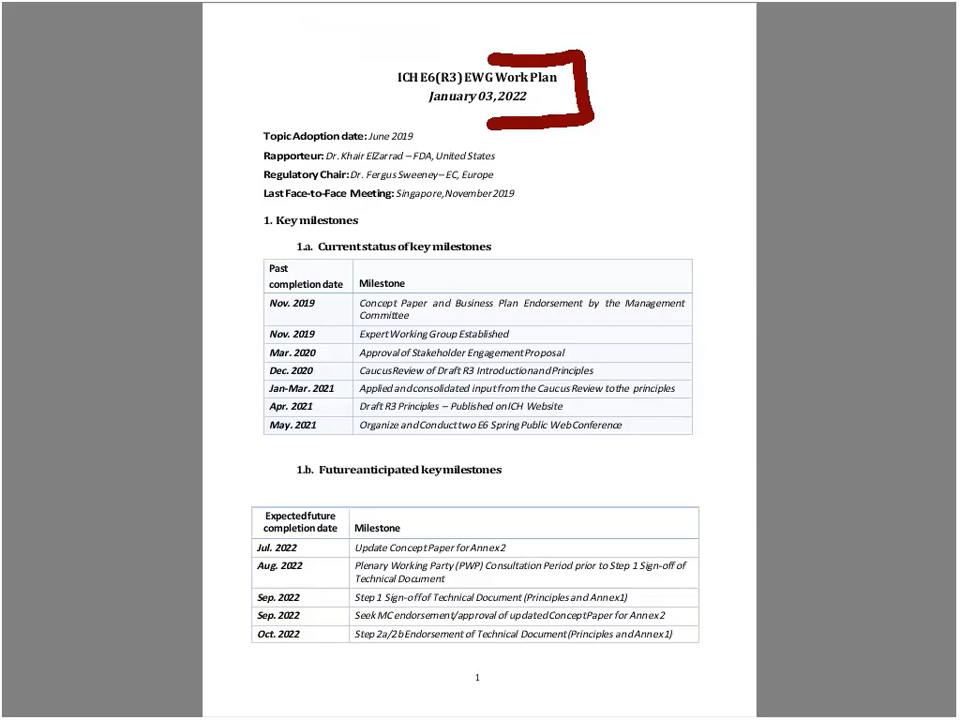 ICH E6(R3) EWG Work Plan
January 03, 2022
Topic Adoption date: June 2019
Rapporteur: Dr. Khair ElZarrad – FDA, United States
Regulatory Chair: Dr. Fergus Sweeney – EC, Europe
Last Face-to-Face Meeting: Singapore, November 2019
1. Key milestones
1.a. Current status of key milestones
Past
completion date Milestone
Nov. 2019 Concept Paper and Business Plan Endorsement by the Management
Committee
Nov. 2019 Expert Working Group Established
Mar. 2020 Approval of Stakeholder Engagement Proposal
Dec. 2020 Caucus Review of Draft R3 Introduction and Principles
Jan-Mar. 2021 Applied and consolidated input from the Caucus Review to the principles
Apr. 2021 Draft R3 Principles – Published on ICH Website
May. 2021 Organize and Conduct two E6 Spring Public Web Conference
1.b. Future anticipated key milestones
Expected future
completion date Milestone
Jul. 2022 Update Concept Paper for Annex 2
Aug. 2022 Plenary Working Party (PWP) Consultation Period prior to Step 1 Sign-off of
Technical Document
Sep. 2022 Step 1 Sign-off of Technical Document (Principles and Annex 1)
Sep. 2022 Seek MC endorsement/approval of updated Concept Paper for Annex 2
Oct. 2022 Step 2a/2b Endorsement of Technical Document (Principles and Annex 1)
1